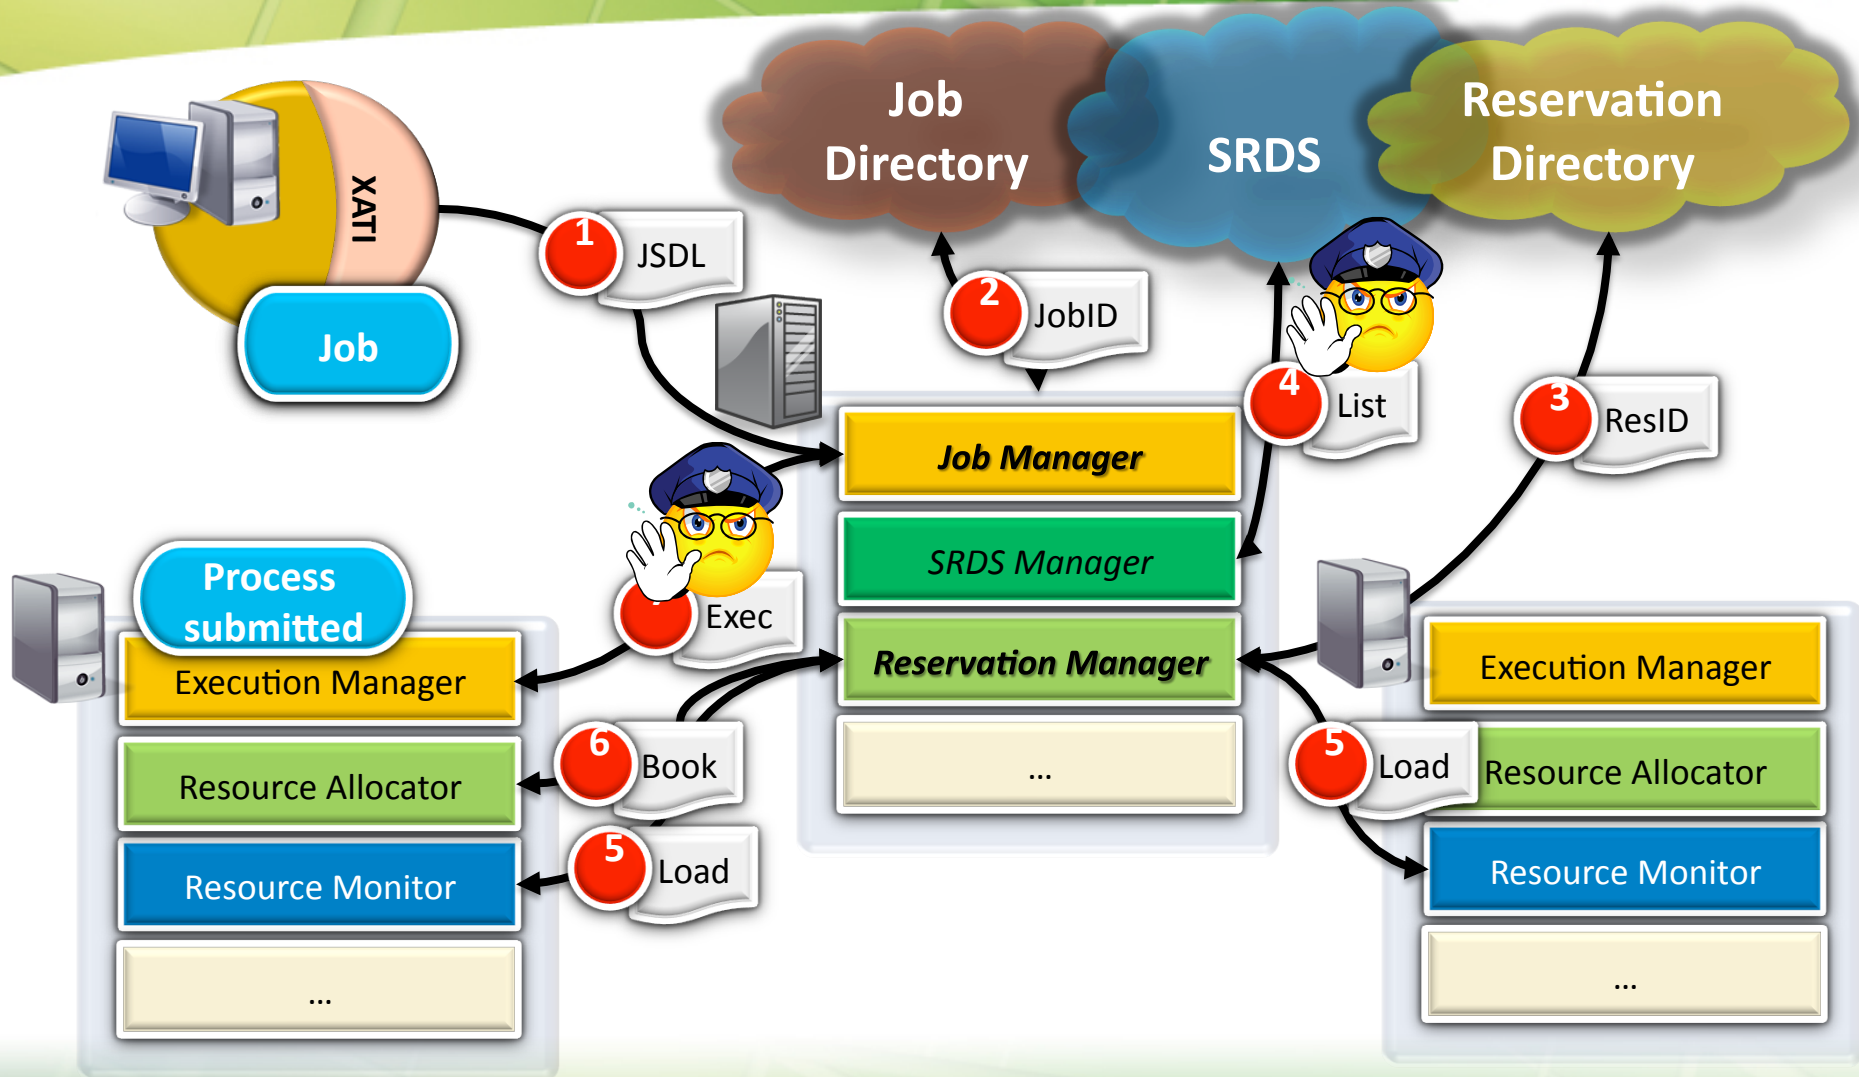 Job
Directory
SRDS
Reservation
Directory
XATI
1
JSDL
2
JobID
Job
4
List
3
ResID
Job Manager
SRDS Manager
Process
submitted
Exec
Reservation Manager
Execution Manager
Execution Manager
6
Book
...
5
Load
Resource Allocator
Resource Allocator
5
Load
Resource Monitor
Resource Monitor
...
...